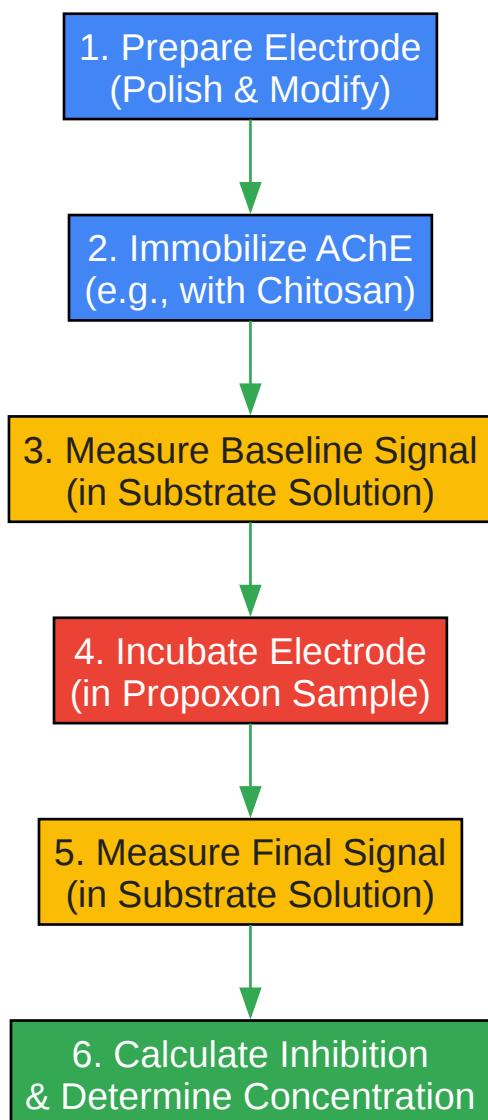 1. Prepare Electrode
(Polish & Modify)
2. Immobilize AChE
(e.g., with Chitosan)
3. Measure Baseline Signal
(in Substrate Solution)
4. Incubate Electrode
(in Propoxon Sample)
5. Measure Final Signal
(in Substrate Solution)
6. Calculate Inhibition
& Determine Concentration